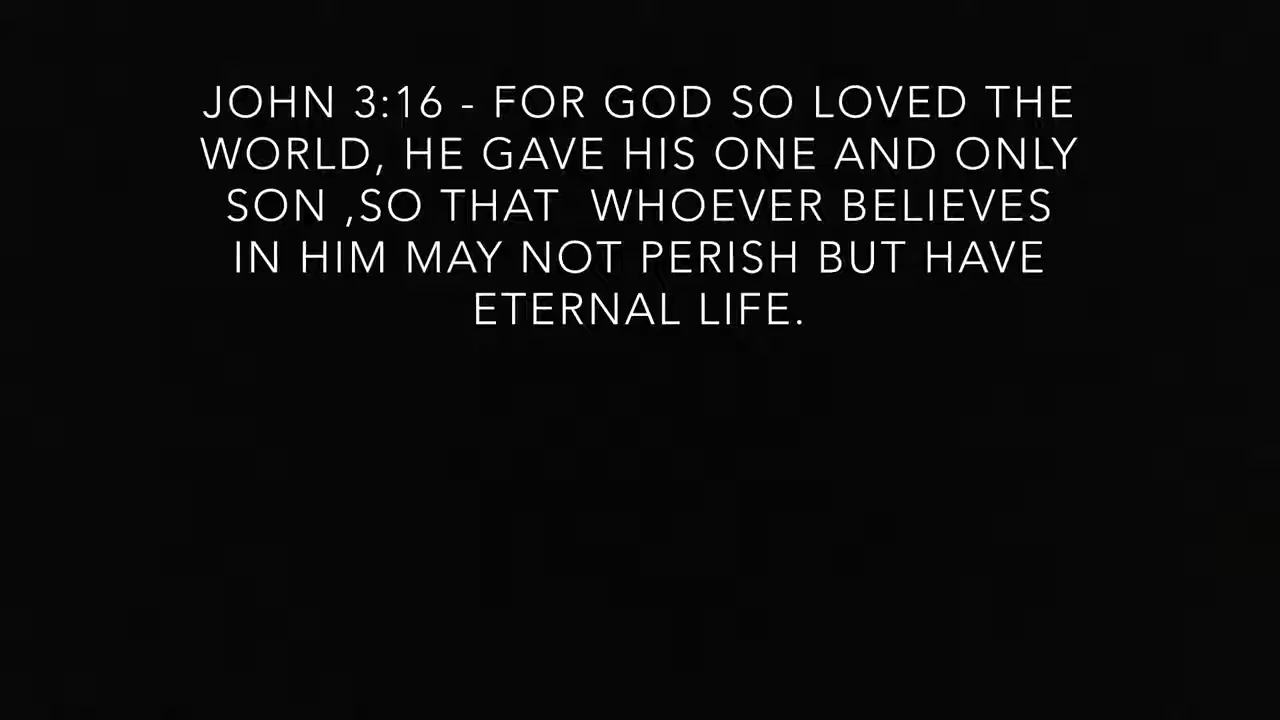 JOHN 3:16 - FOR GOD SO LOVED THE
WORLD, HE GAVE HIS ONE AND ONLY
SON ,SO THAT  WHOEVER BELIEVES
IN HIM MAY NOT PERISH BUT HAVE
ETERNAL LIFE.